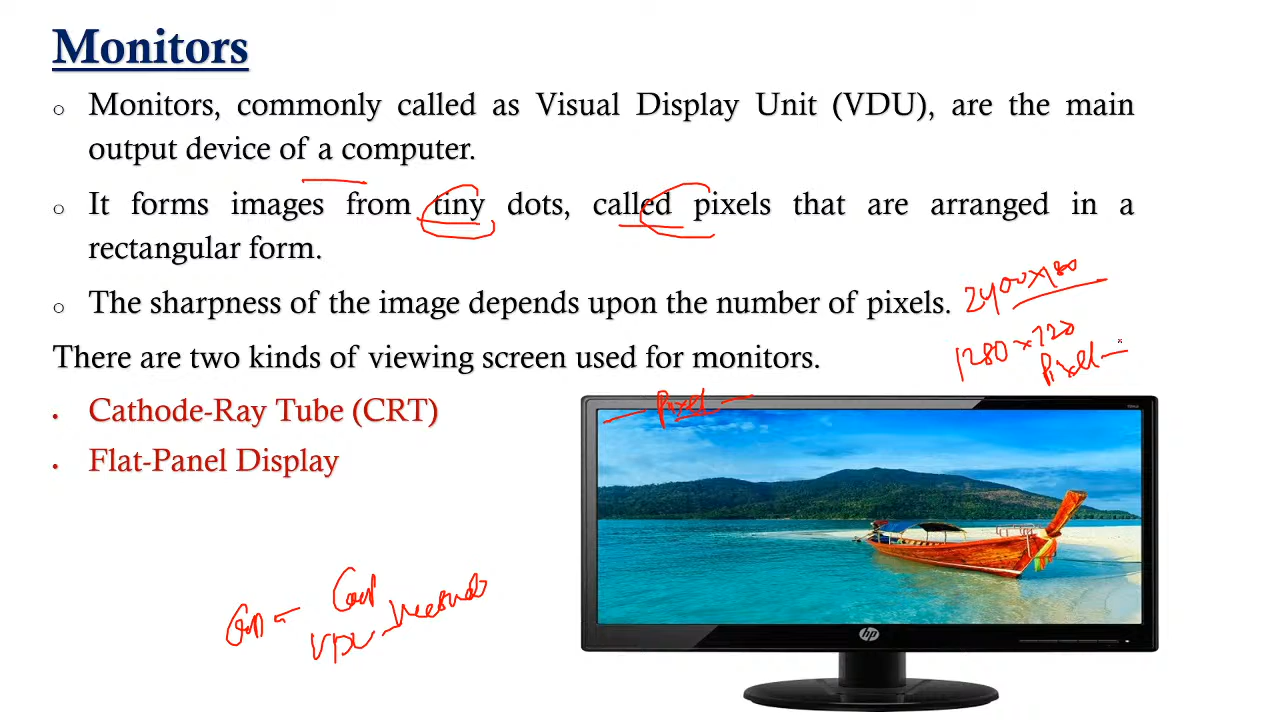 Monitors
○ Monitors, commonly called as Visual Display Unit (VDU), are the main
output device of a computer.
○ It forms images from tiny dots, called pixels that are arranged in a
rectangular form.
○ The sharpness of the image depends upon the number of pixels.
2400×180
There are two kinds of viewing screen used for monitors.
1280×720
Pixel
• Cathode-Ray Tube (CRT)
Pixel
• Flat-Panel Display
VDU
hp